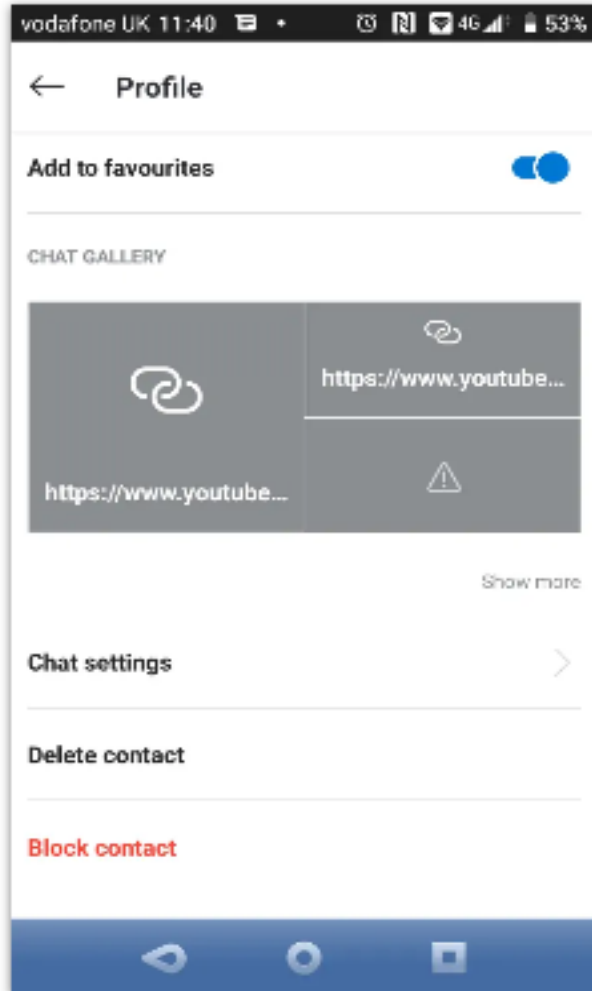 vodafone UK 11:40 4G 53%
Profile
Add to favourites
CHAT GALLERY
https://www.youtube...
https://www.youtube...
Show more
Chat settings
Delete contact
Block contact